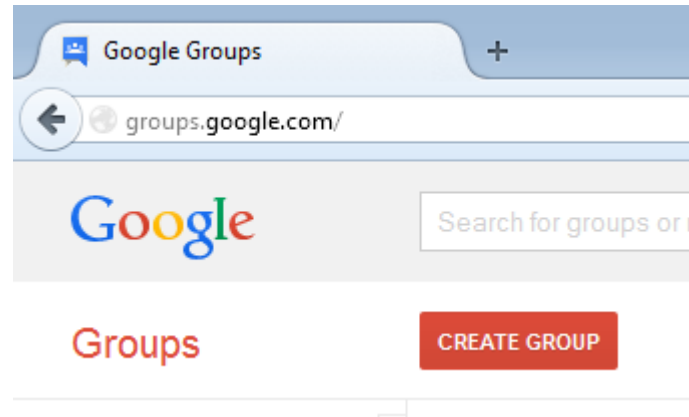 Google Groups
groups.google.com/
Google
Search for groups or
Groups
CREATE GROUP